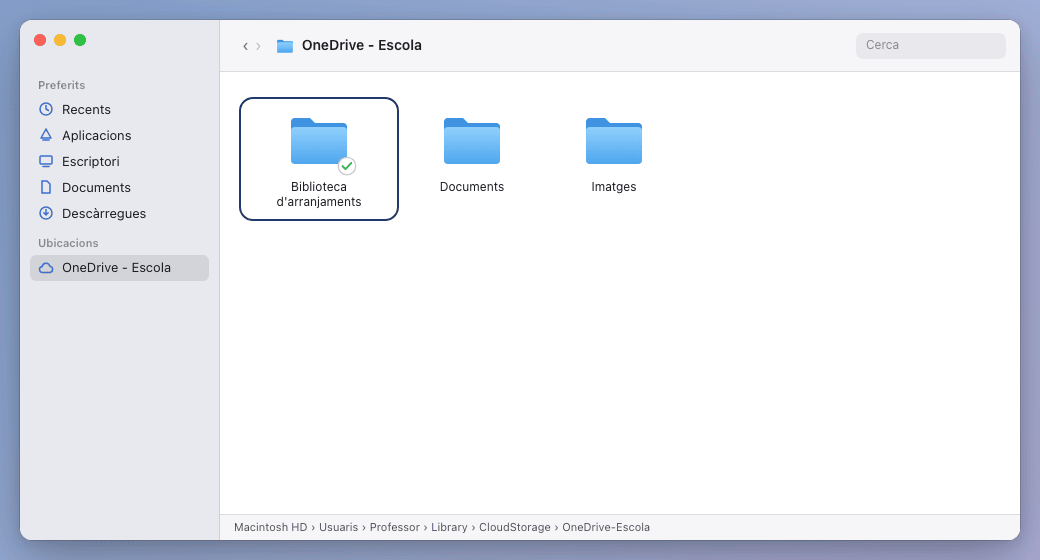 Preferits
Recents
Aplicacions
Escriptori
Documents
Descàrregues
Ubicacions
OneDrive - Escola
‹ › OneDrive - Escola
Cerca
Biblioteca
d'arranjaments
Documents
Imatges
Macintosh HD › Usuaris › Professor › Library › CloudStorage › OneDrive-Escola